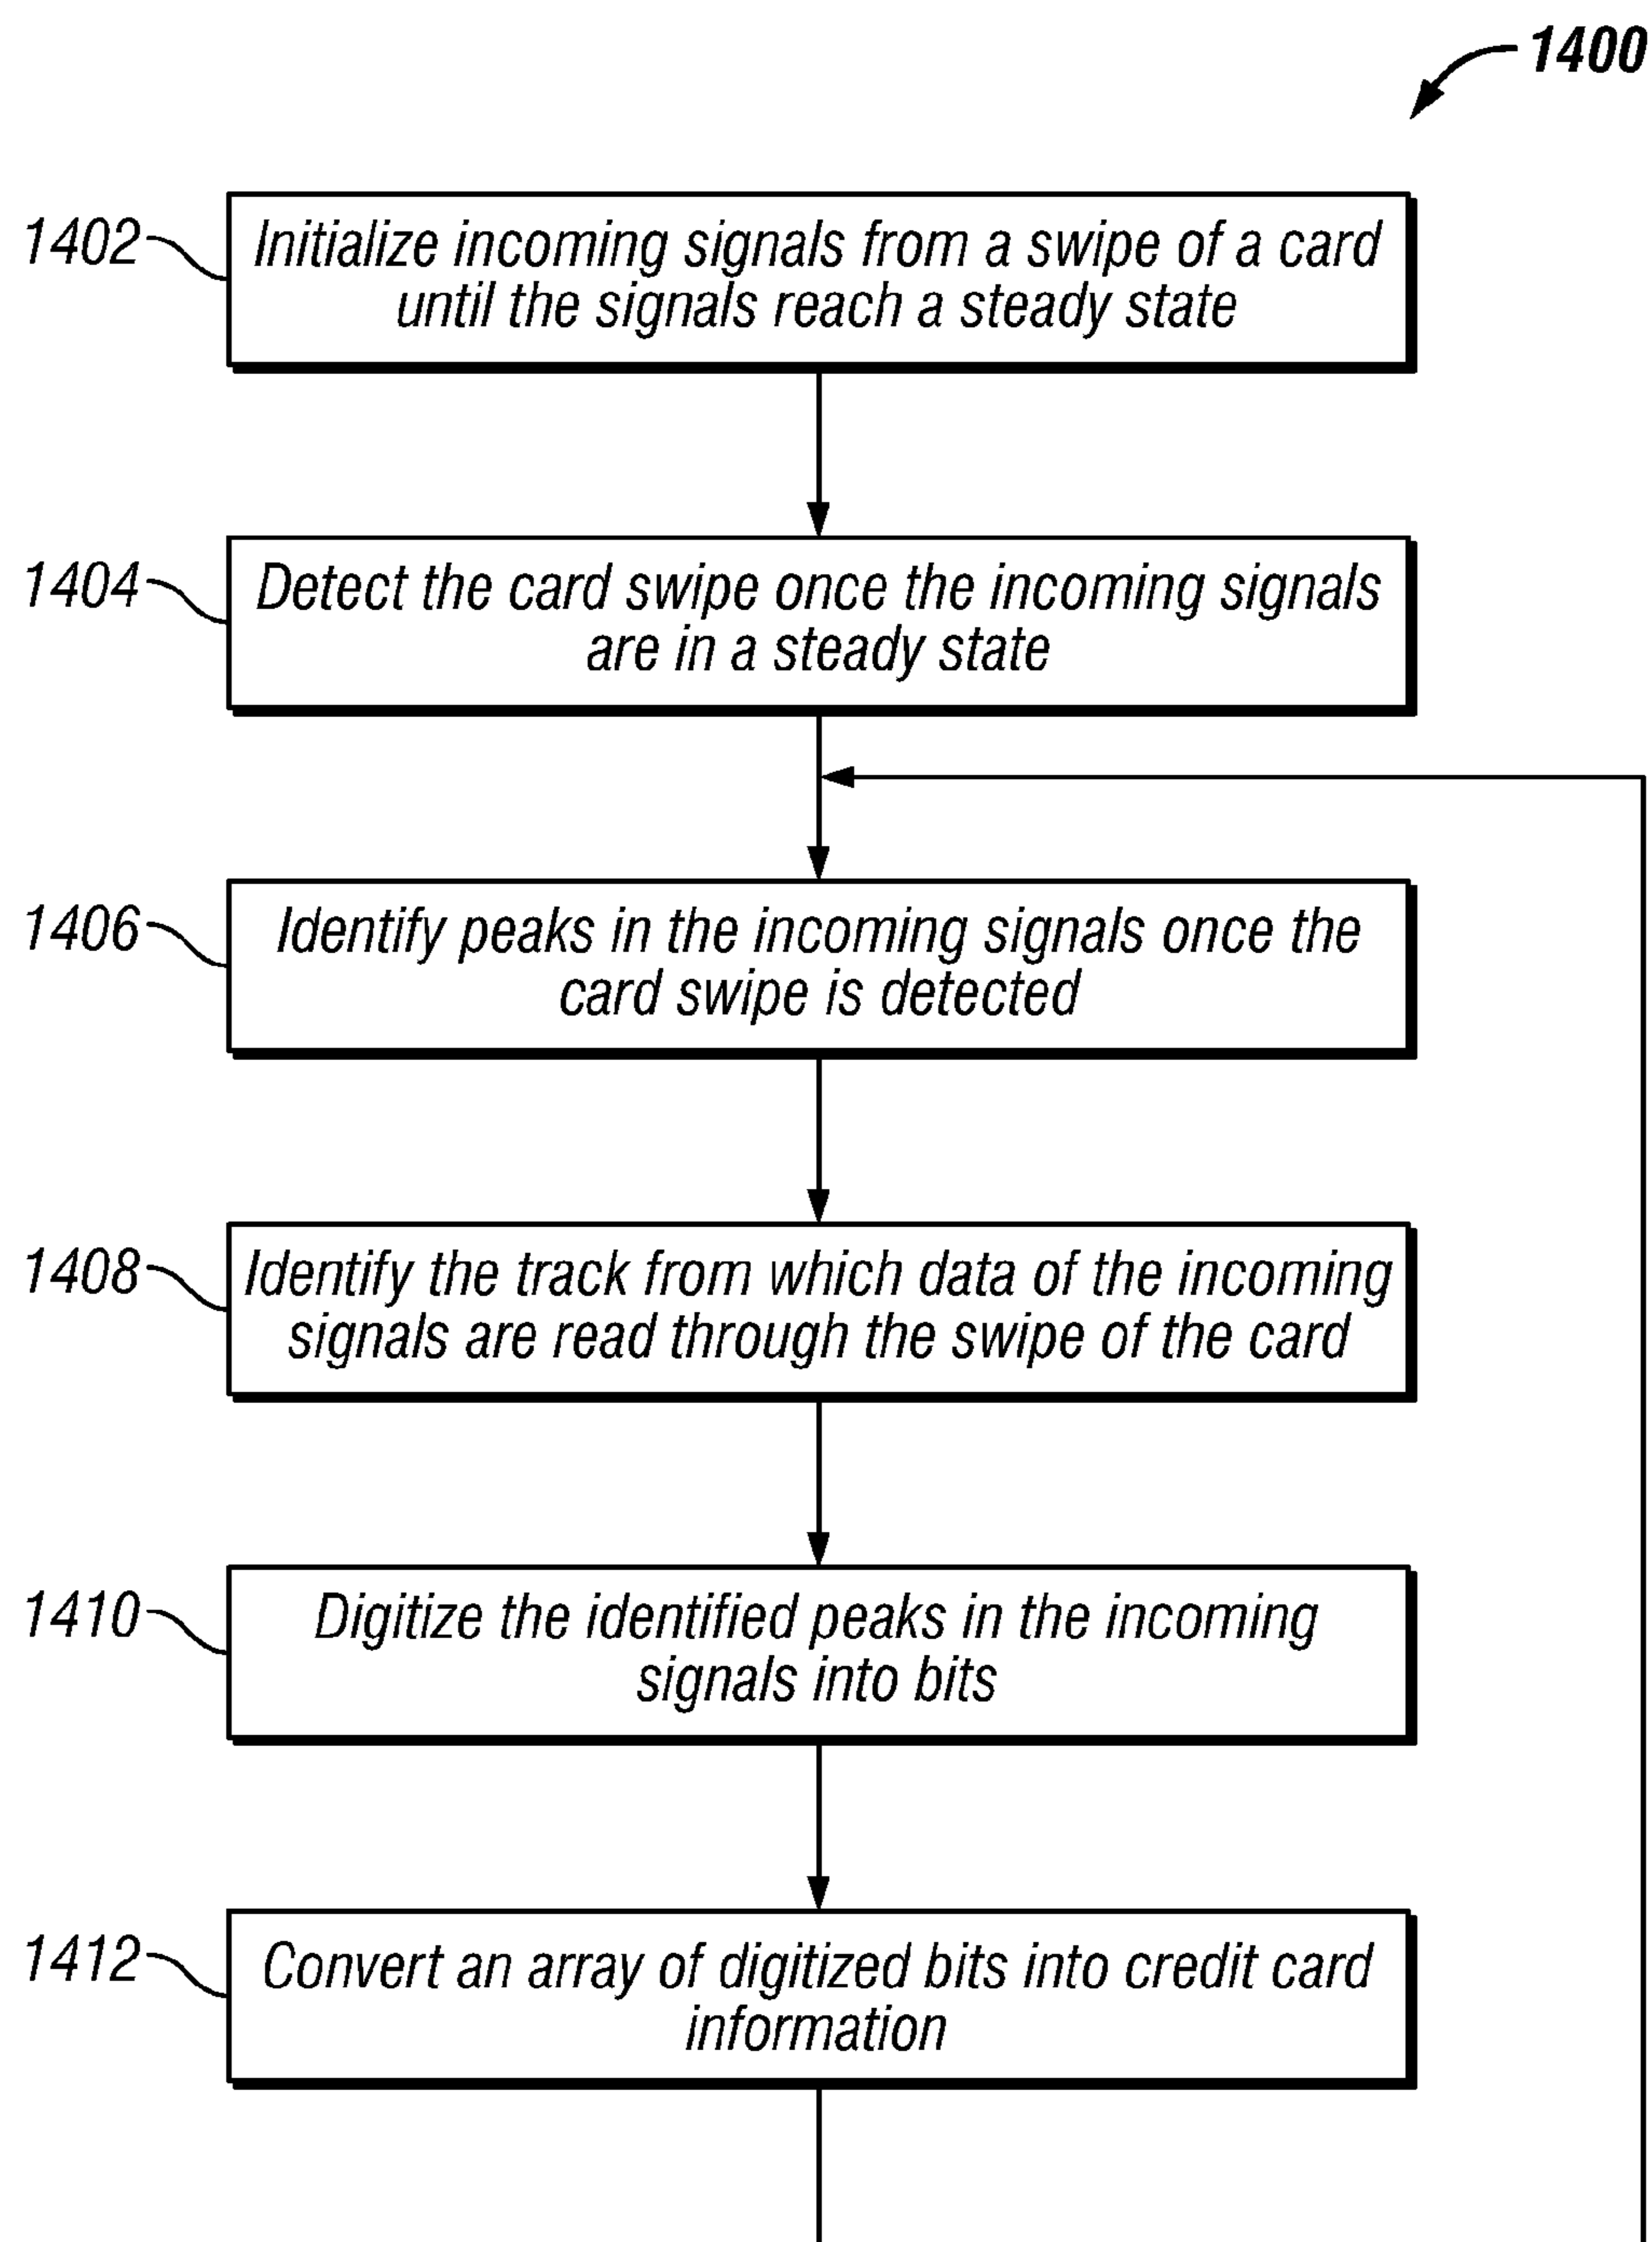 1400
1402
Initialize incoming signals from a swipe of a card
until the signals reach a steady state
1404
Detect the card swipe once the incoming signals
are in a steady state
1406
Identify peaks in the incoming signals once the
card swipe is detected
1408
Identify the track from which data of the incoming
signals are read through the swipe of the card
1410
Digitize the identified peaks in the incoming
signals into bits
1412
Convert an array of digitized bits into credit card
information